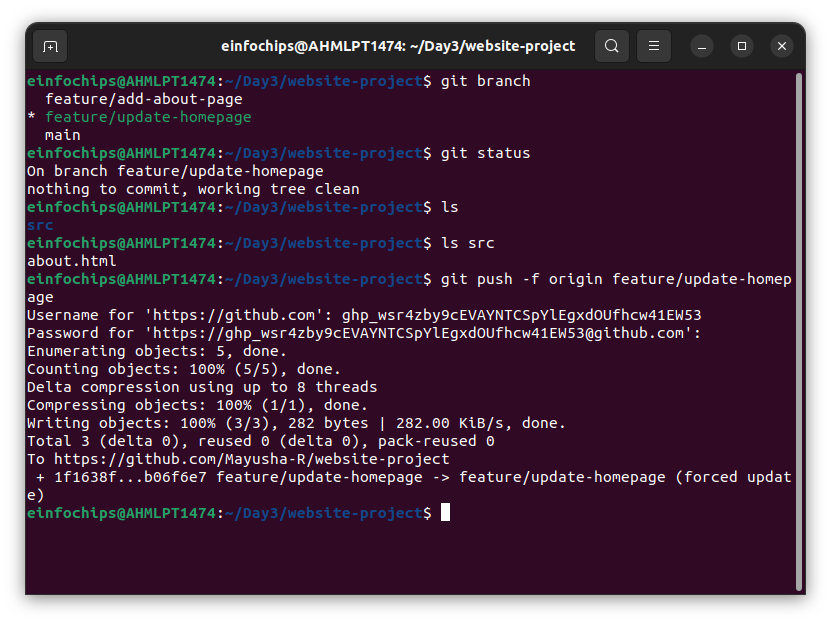 einfochips@AHMLPT1474: ~/Day3/website-project
einfochips@AHMLPT1474:~/Day3/website-project$ git branch
  feature/add-about-page
* feature/update-homepage
  main
einfochips@AHMLPT1474:~/Day3/website-project$ git status
On branch feature/update-homepage
nothing to commit, working tree clean
einfochips@AHMLPT1474:~/Day3/website-project$ ls
src
einfochips@AHMLPT1474:~/Day3/website-project$ ls src
about.html
einfochips@AHMLPT1474:~/Day3/website-project$ git push -f origin feature/update-homep
age
Username for 'https://github.com': [token omitted]
Password for 'https://[token omitted]@github.com':
Enumerating objects: 5, done.
Counting objects: 100% (5/5), done.
Delta compression using up to 8 threads
Compressing objects: 100% (1/1), done.
Writing objects: 100% (3/3), 282 bytes | 282.00 KiB/s, done.
Total 3 (delta 0), reused 0 (delta 0), pack-reused 0
To https://github.com/Mayusha-R/website-project
 + 1f1638f...b06f6e7 feature/update-homepage -> feature/update-homepage (forced updat
e)
einfochips@AHMLPT1474:~/Day3/website-project$